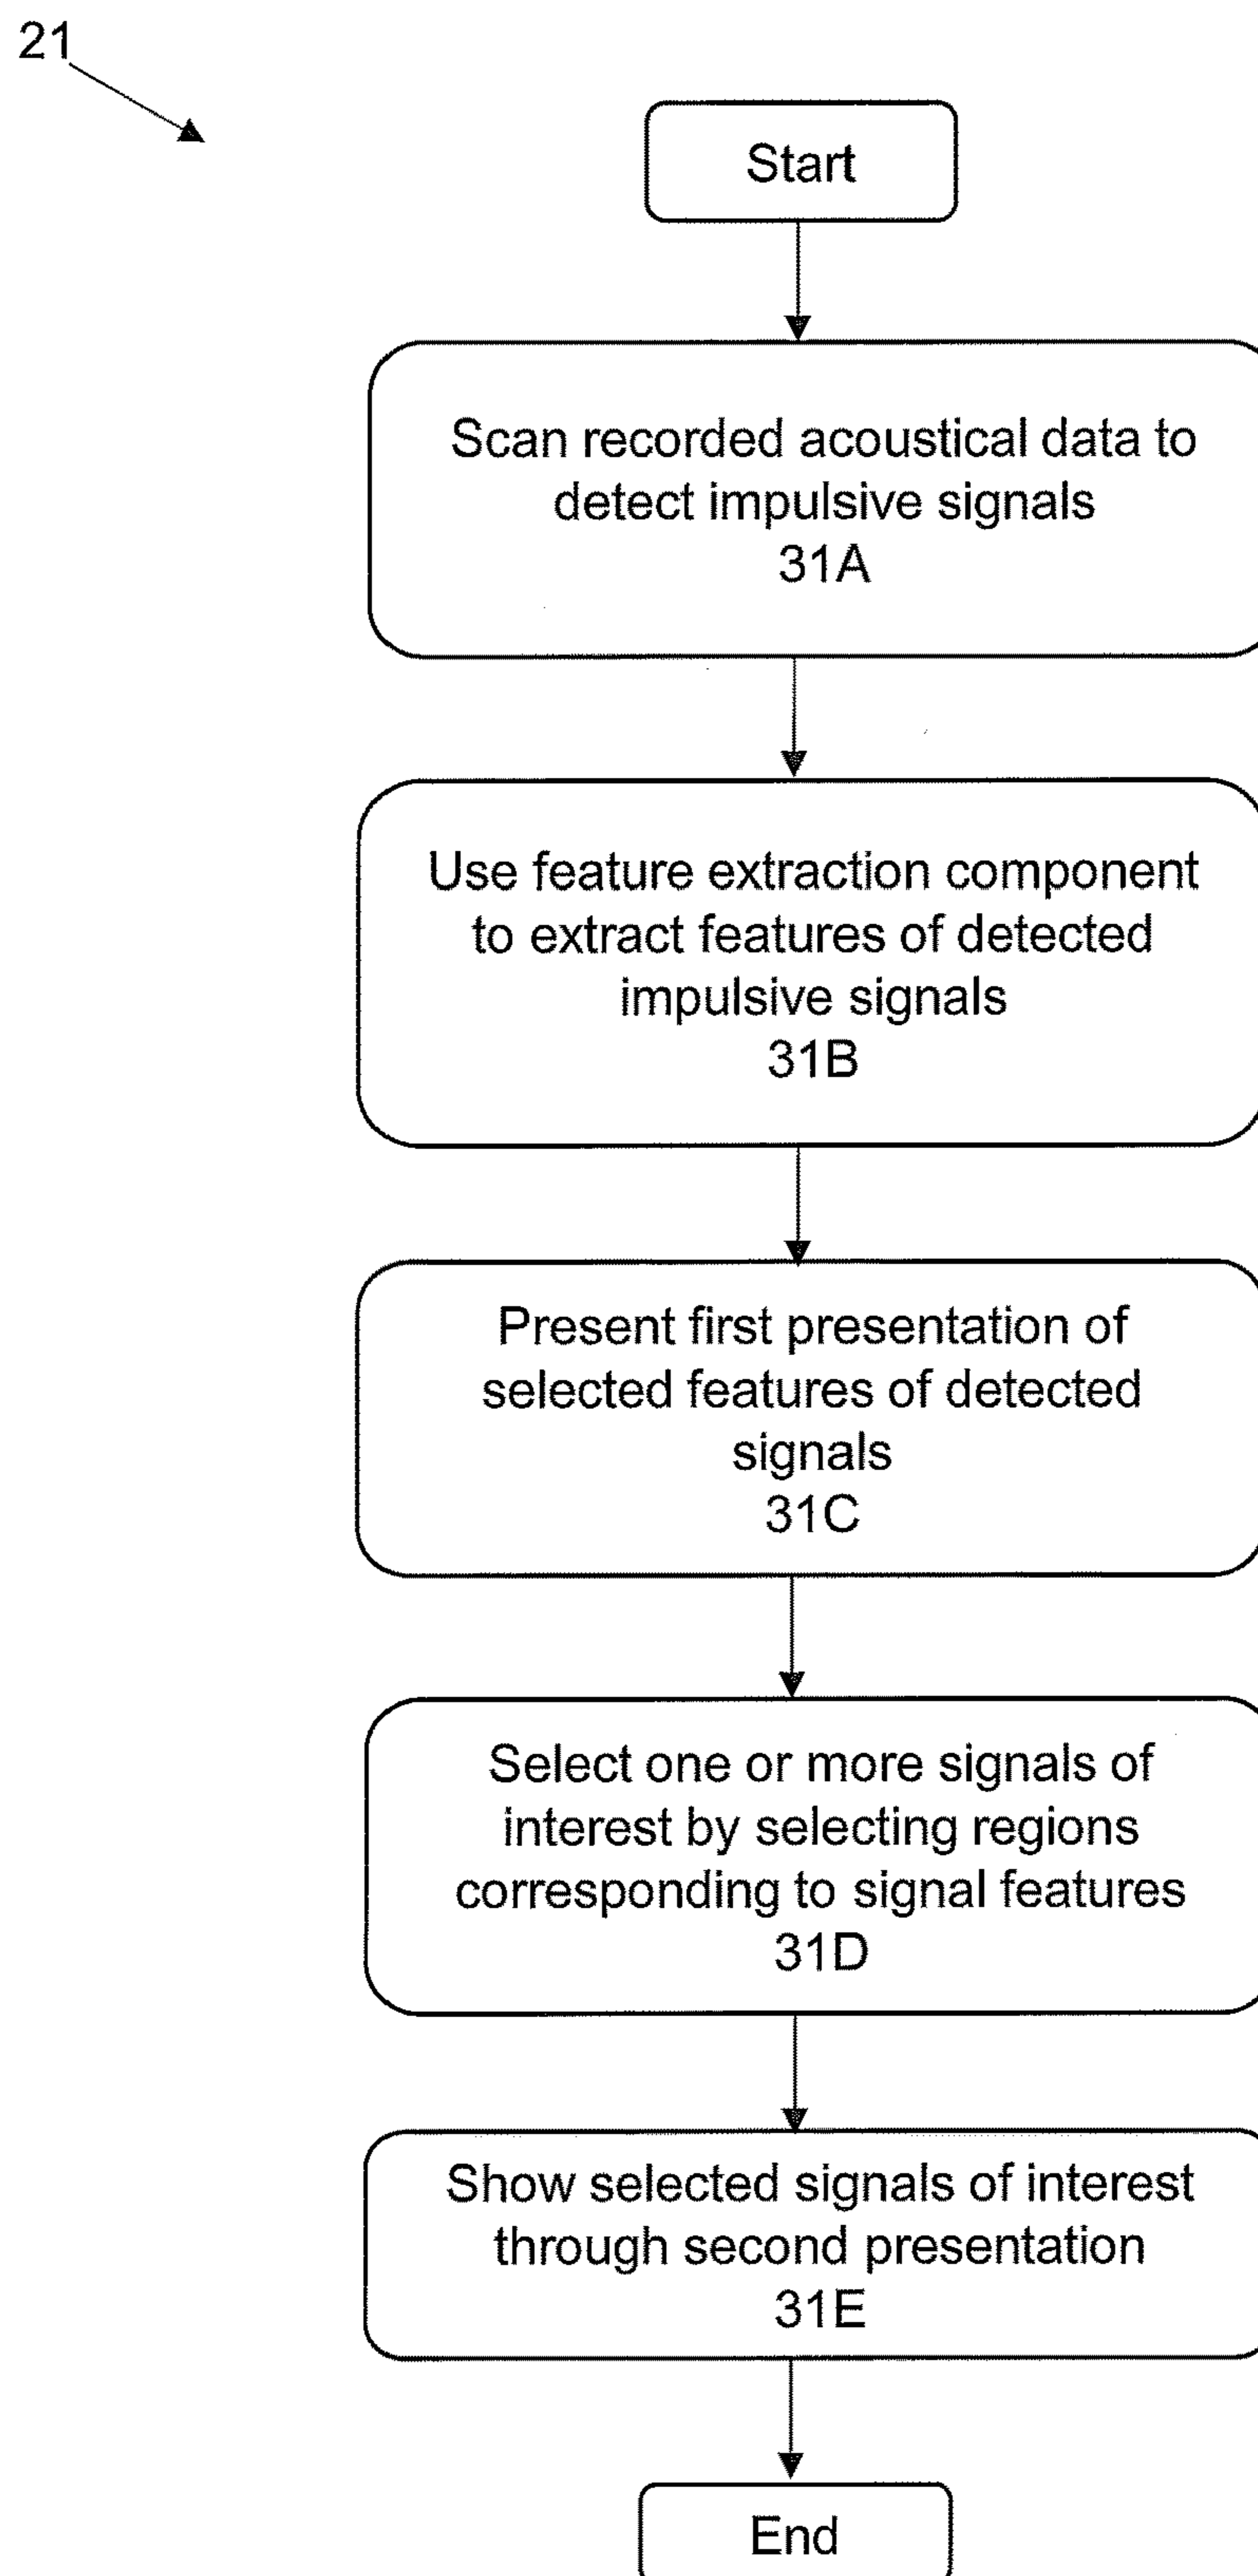 21
Start
Scan recorded acoustical data to
detect impulsive signals
31A
Use feature extraction component
to extract features of detected
impulsive signals
31B
Present first presentation of
selected features of detected
signals
31C
Select one or more signals of
interest by selecting regions
corresponding to signal features
31D
Show selected signals of interest
through second presentation
31E
End